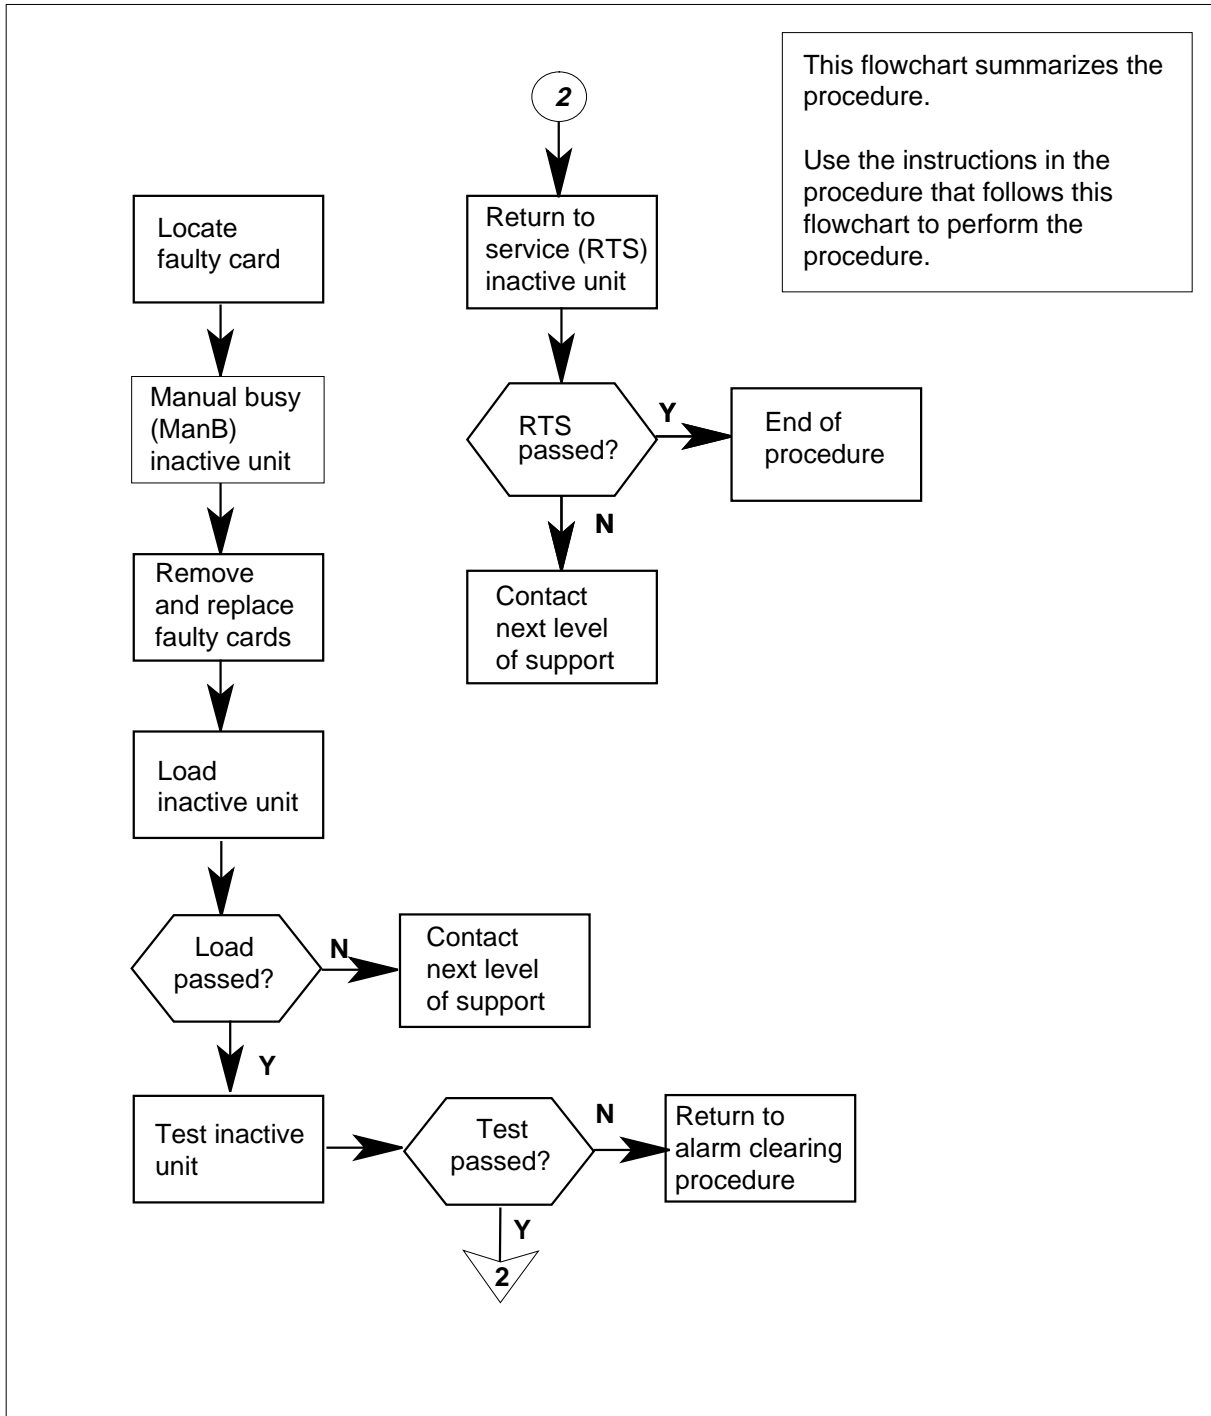 This flowchart summarizes the
procedure.
Use the instructions in the
procedure that follows this
flowchart to perform the
procedure.
Locate
faulty card
Manual busy
(ManB)
inactive unit
Remove
and replace
faulty cards
Load
inactive unit
Load
passed?
N
Contact
next level
of support
Y
Test inactive
unit
Test
passed?
N
Return to
alarm clearing
procedure
Y
2
2
Return to
service (RTS)
inactive unit
RTS
passed?
Y
End of
procedure
N
Contact
next level
of support